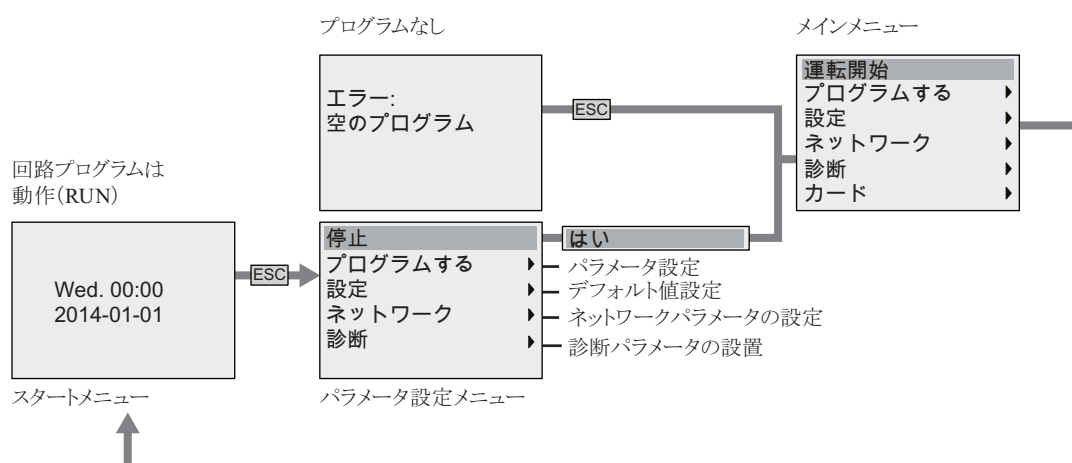 プログラムなし
メインメニュー
エラー:
空のプログラム
ESC
運転開始
プログラムする
設定
ネットワーク
診断
カード
回路プログラムは
動作(RUN)
Wed. 00:00
2014-01-01
ESC
停止
プログラムする
設定
ネットワーク
診断
はい
パラメータ設定
デフォルト値設定
ネットワークパラメータの設定
診断パラメータの設置
スタートメニュー
パラメータ設定メニュー